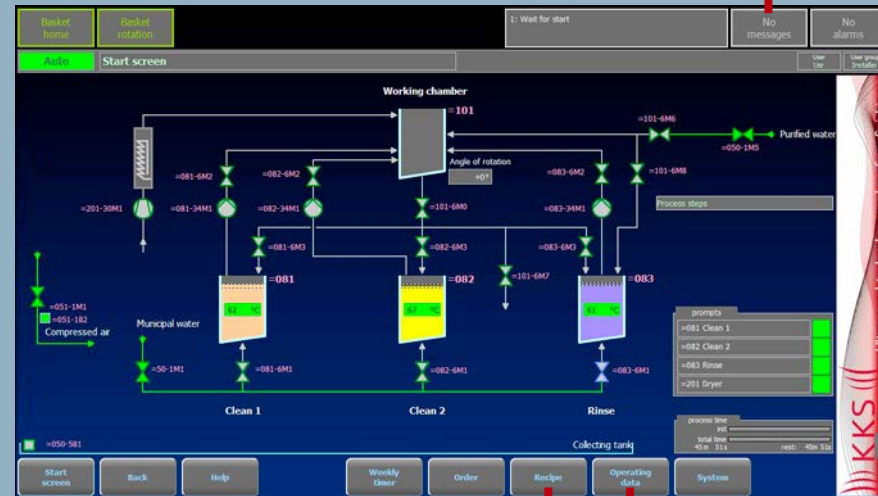 Basket
home
Basket
rotation
1: Wait for start
No
messages
No
alarms
Auto
Start screen
User
Usr
User group
Installer
Working chamber
=101
=101-6M6
Purified water
=050-1M5
Angle of rotation
+0°
=081-6M2
=082-6M2
=083-6M2
=101-6M8
=201-30M1
=081-34M1
=082-34M1
=101-6M0
=083-34M1
Process steps
=081-6M3
=082-6M3
=083-6M3
=101-6M7
=081
=082
=083
62 °C
67 °C
61 °C
=051-1M1
=051-1B2
Compressed air
Municipal water
=50-1M1
=081-6M1
=082-6M1
=083-6M1
prompts
=081 Clean 1
=082 Clean 2
=083 Rinse
=201 Dryer
Clean 1
Clean 2
Rinse
process time
init
total time
45m 51s
rest: 45m 51s
=050-5B1
Collecting tank
KKS
Start
screen
Back
Help
Weekly
timer
Order
Recipe
Operating
data
System